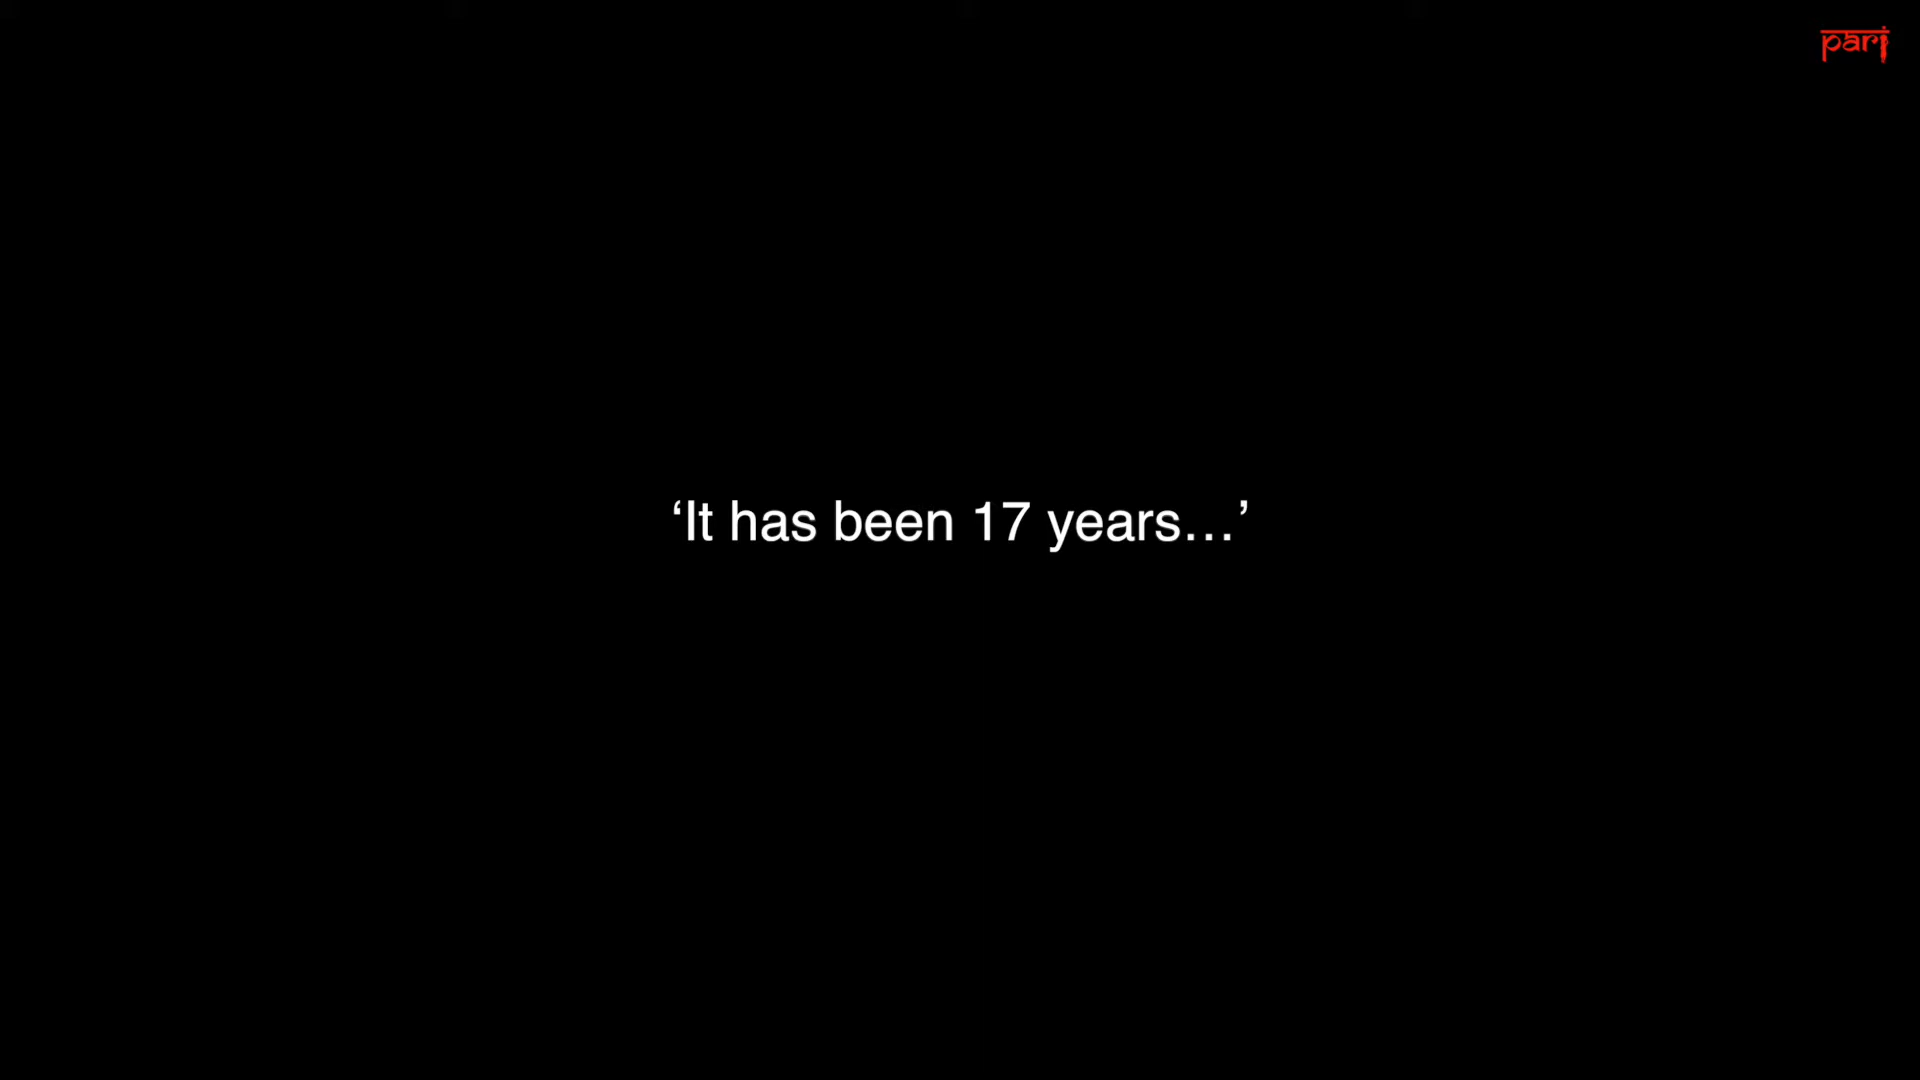 pari
‘It has been 17 years...’